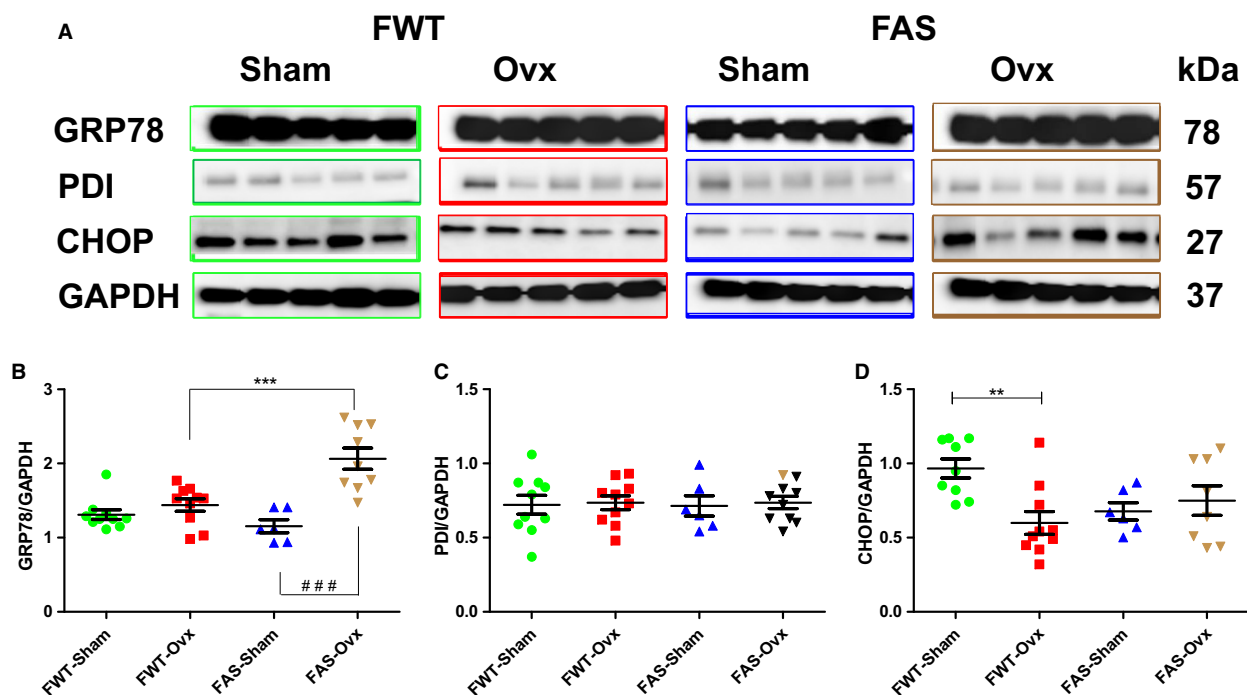 A
FWT FAS
Sham Ovx Sham Ovx kDa
GRP78 78
PDI 57
CHOP 27
GAPDH 37
B
GRP78/GAPDH
3
2
1
0
***
# # #
FWT-Sham FWT-Ovx FAS-Sham FAS-Ovx
C
PDI/GAPDH
1.5
1.0
0.5
0.0
FWT-Sham FWT-Ovx FAS-Sham FAS-Ovx
D
CHOP/GAPDH
1.5
1.0
0.5
0.0
**
FWT-Sham FWT-Ovx FAS-Sham FAS-Ovx